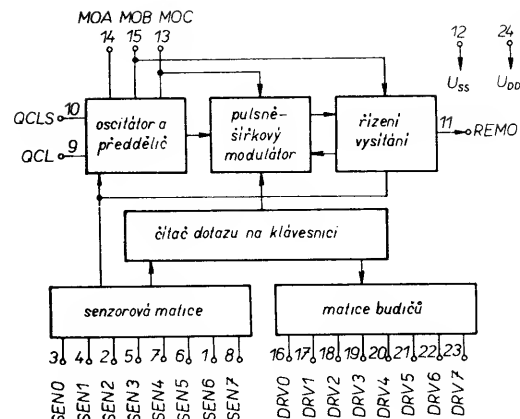 MOA MOB MOC
14 15 13
12 24
U_SS U_DD
QCLS 10
QCL 9
oscilátor a
předdělič
pulsně-
šířkový
modulátor
řízení
vysílání
11 REMO
čítač dotazu na klávesnici
senzorová matice
matice budičů
3 4 2 5 7 6 1 8
16 17 18 19 20 21 22 23
SEN0
SEN1
SEN2
SEN3
SEN4
SEN5
SEN6
SEN7
DRV0
DRV1
DRV2
DRV3
DRV4
DRV5
DRV6
DRV7